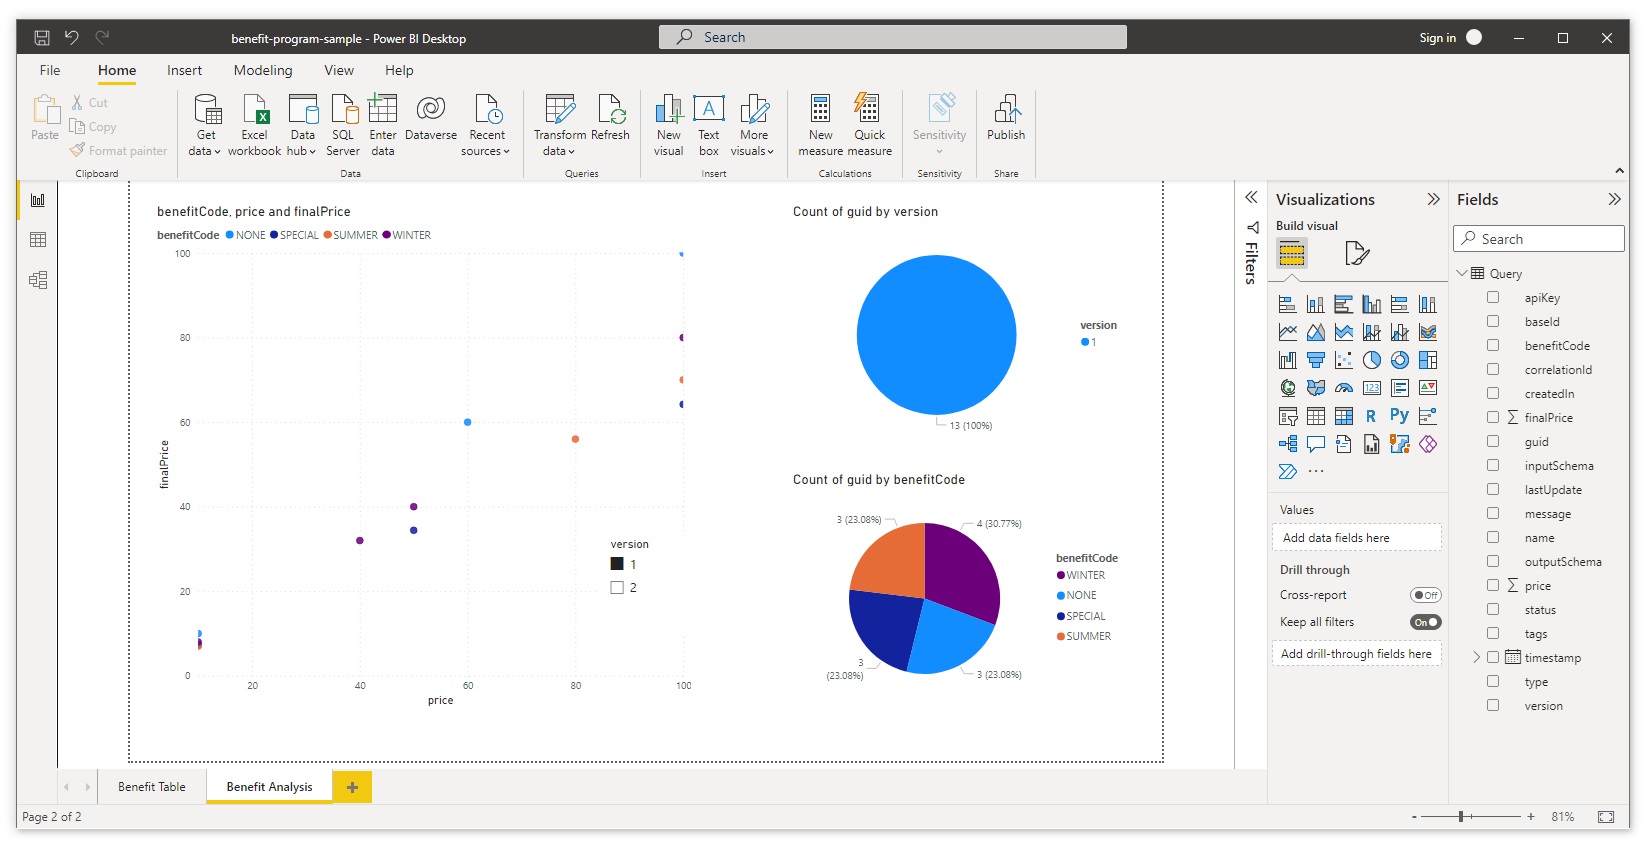 benefit-program-sample - Power BI Desktop
Search
Sign in
File Home Insert Modeling View Help
Paste
Cut
Copy
Format painter
Clipboard
Get data
Excel workbook
Data hub
SQL Server
Enter data
Dataverse
Recent sources
Data
Transform data
Refresh
Queries
New visual
Text box
More visuals
Insert
New measure
Quick measure
Calculations
Sensitivity
Sensitivity
Publish
Share
benefitCode, price and finalPrice
benefitCode NONE SPECIAL SUMMER WINTER
100
80
60
40
20
0
finalPrice
20 40 60 80 100
price
version
1
2
Count of guid by version
version
1
13 (100%)
Count of guid by benefitCode
3 (23.08%)
4 (30.77%)
3
(23.08%)
3 (23.08%)
benefitCode
WINTER
NONE
SPECIAL
SUMMER
Filters
Visualizations
Build visual
123
R
Py
Values
Add data fields here
Drill through
Cross-report
Off
Keep all filters
On
Add drill-through fields here
Fields
Search
Query
apiKey
baseId
benefitCode
correlationId
createdIn
finalPrice
guid
inputSchema
lastUpdate
message
name
outputSchema
price
status
tags
timestamp
type
version
Benefit Table
Benefit Analysis
+
Page 2 of 2
- + 81%